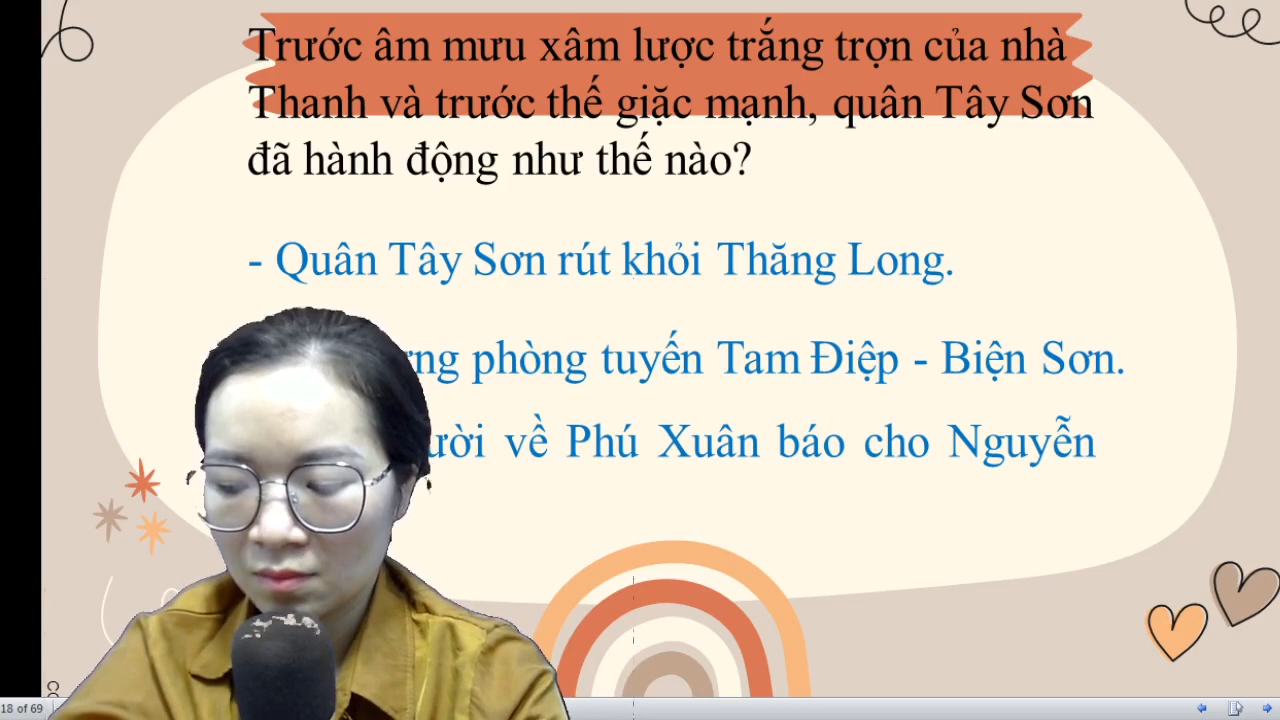 Trước âm mưu xâm lược trắng trợn của nhà
Thanh và trước thế giặc mạnh, quân Tây Sơn
đã hành động như thế nào?
- Quân Tây Sơn rút khỏi Thăng Long.
phòng tuyến Tam Điệp - Biện Sơn.
về Phú Xuân báo cho Nguyễn
18 of 69